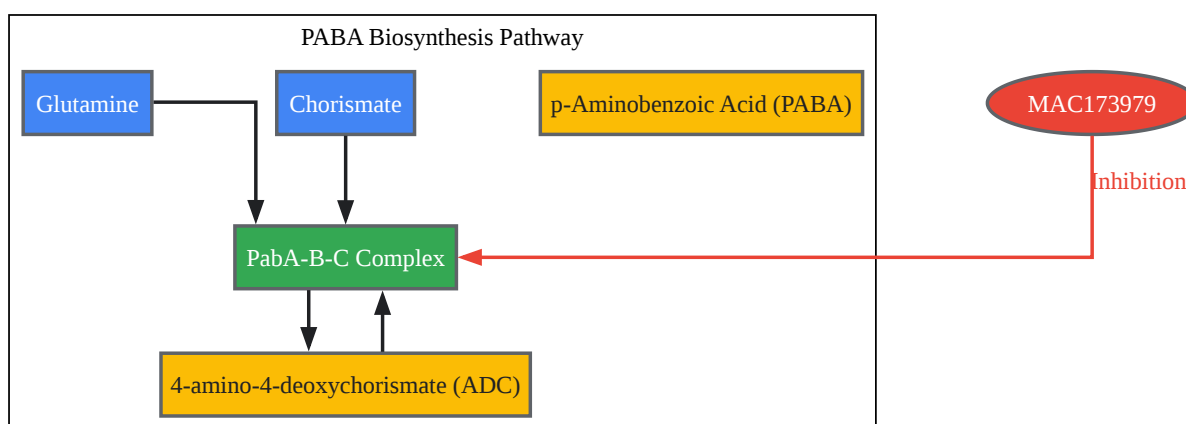 PABA Biosynthesis Pathway
Glutamine
Chorismate
p-Aminobenzoic Acid (PABA)
MAC173979
Inhibition
PabA-B-C Complex
4-amino-4-deoxychorismate (ADC)